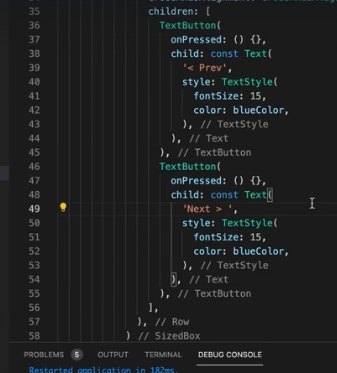 35 children: [
36 TextButton(
37 onPressed: () {},
38 child: const Text(
39 '< Prev',
40 style: TextStyle(
41 fontSize: 15,
42 color: blueColor,
43 ), // TextStyle
44 ), // Text
45 ), // TextButton
46 TextButton(
47 onPressed: () {},
48 child: const Text(
49 'Next > ',
50 style: TextStyle(
51 fontSize: 15,
52 color: blueColor,
53 ), // TextStyle
54 ), // Text
55 ), // TextButton
56 ],
57 ), // Row
58 ) // SizedBox
PROBLEMS 5 OUTPUT TERMINAL DEBUG CONSOLE
Restarted application in 182ms.